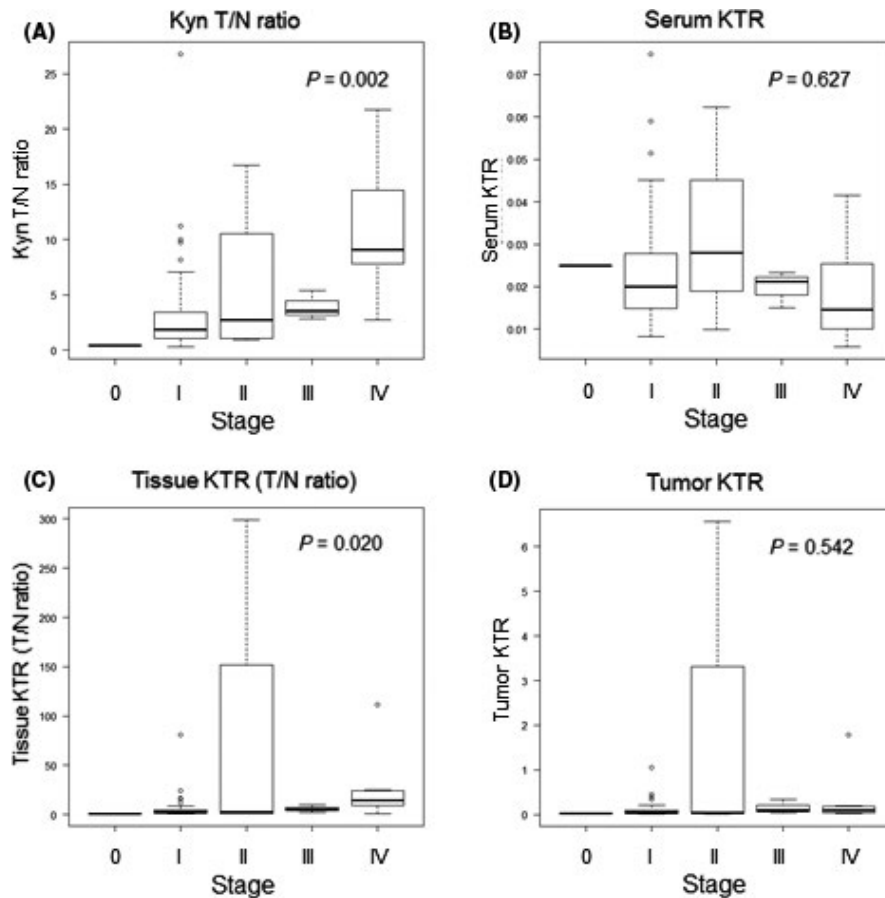 (A) Kyn T/N ratio
P = 0.002
Kyn T/N ratio
25
20
15
10
5
0
0 I II III IV
Stage
(B) Serum KTR
P = 0.627
Serum KTR
0.07
0.06
0.05
0.04
0.03
0.02
0.01
0 I II III IV
Stage
(C) Tissue KTR (T/N ratio)
P = 0.020
Tissue KTR (T/N ratio)
300
250
200
150
100
50
0
0 I II III IV
Stage
(D) Tumor KTR
P = 0.542
Tumor KTR
6
5
4
3
2
1
0
0 I II III IV
Stage